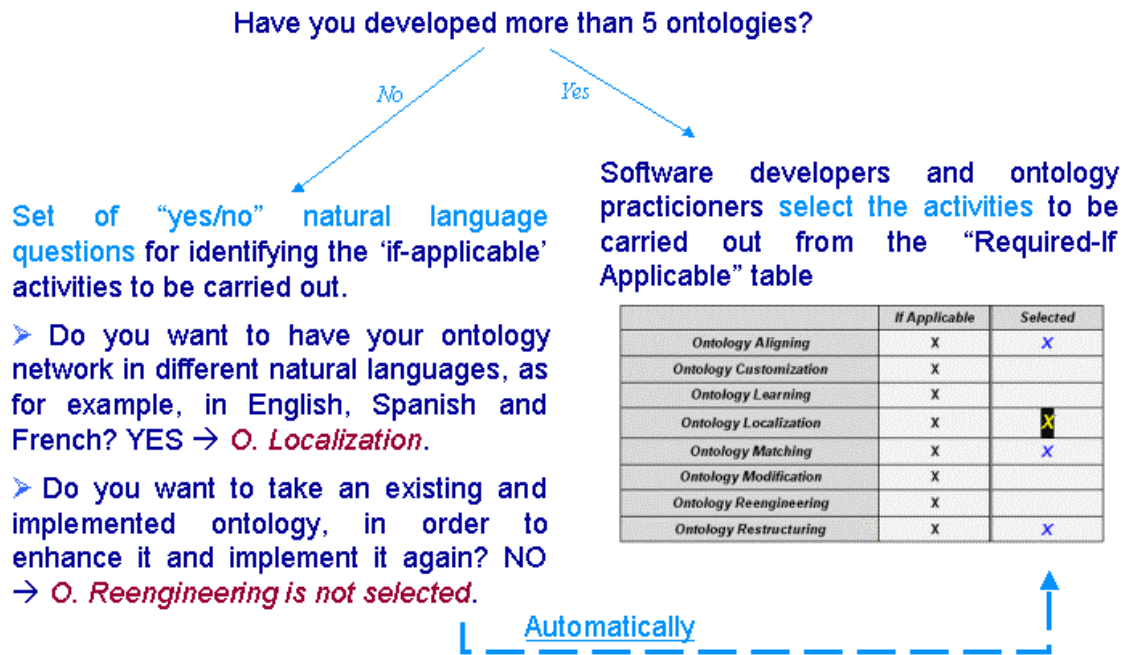 Have you developed more than 5 ontologies?
No
Yes
Set of “yes/no” natural language
questions for identifying the ‘if-applicable’
activities to be carried out.
➢ Do you want to have your ontology
network in different natural languages, as
for example, in English, Spanish and
French? YES → O. Localization.
➢ Do you want to take an existing and
implemented ontology, in order to
enhance it and implement it again? NO
→ O. Reengineering is not selected.
Software developers and ontology
practicioners select the activities to be
carried out from the “Required-If
Applicable” table
If Applicable Selected
Ontology Aligning X X
Ontology Customization X
Ontology Learning X
Ontology Localization X X
Ontology Matching X X
Ontology Modification X
Ontology Reengineering X
Ontology Restructuring X X
Automatically